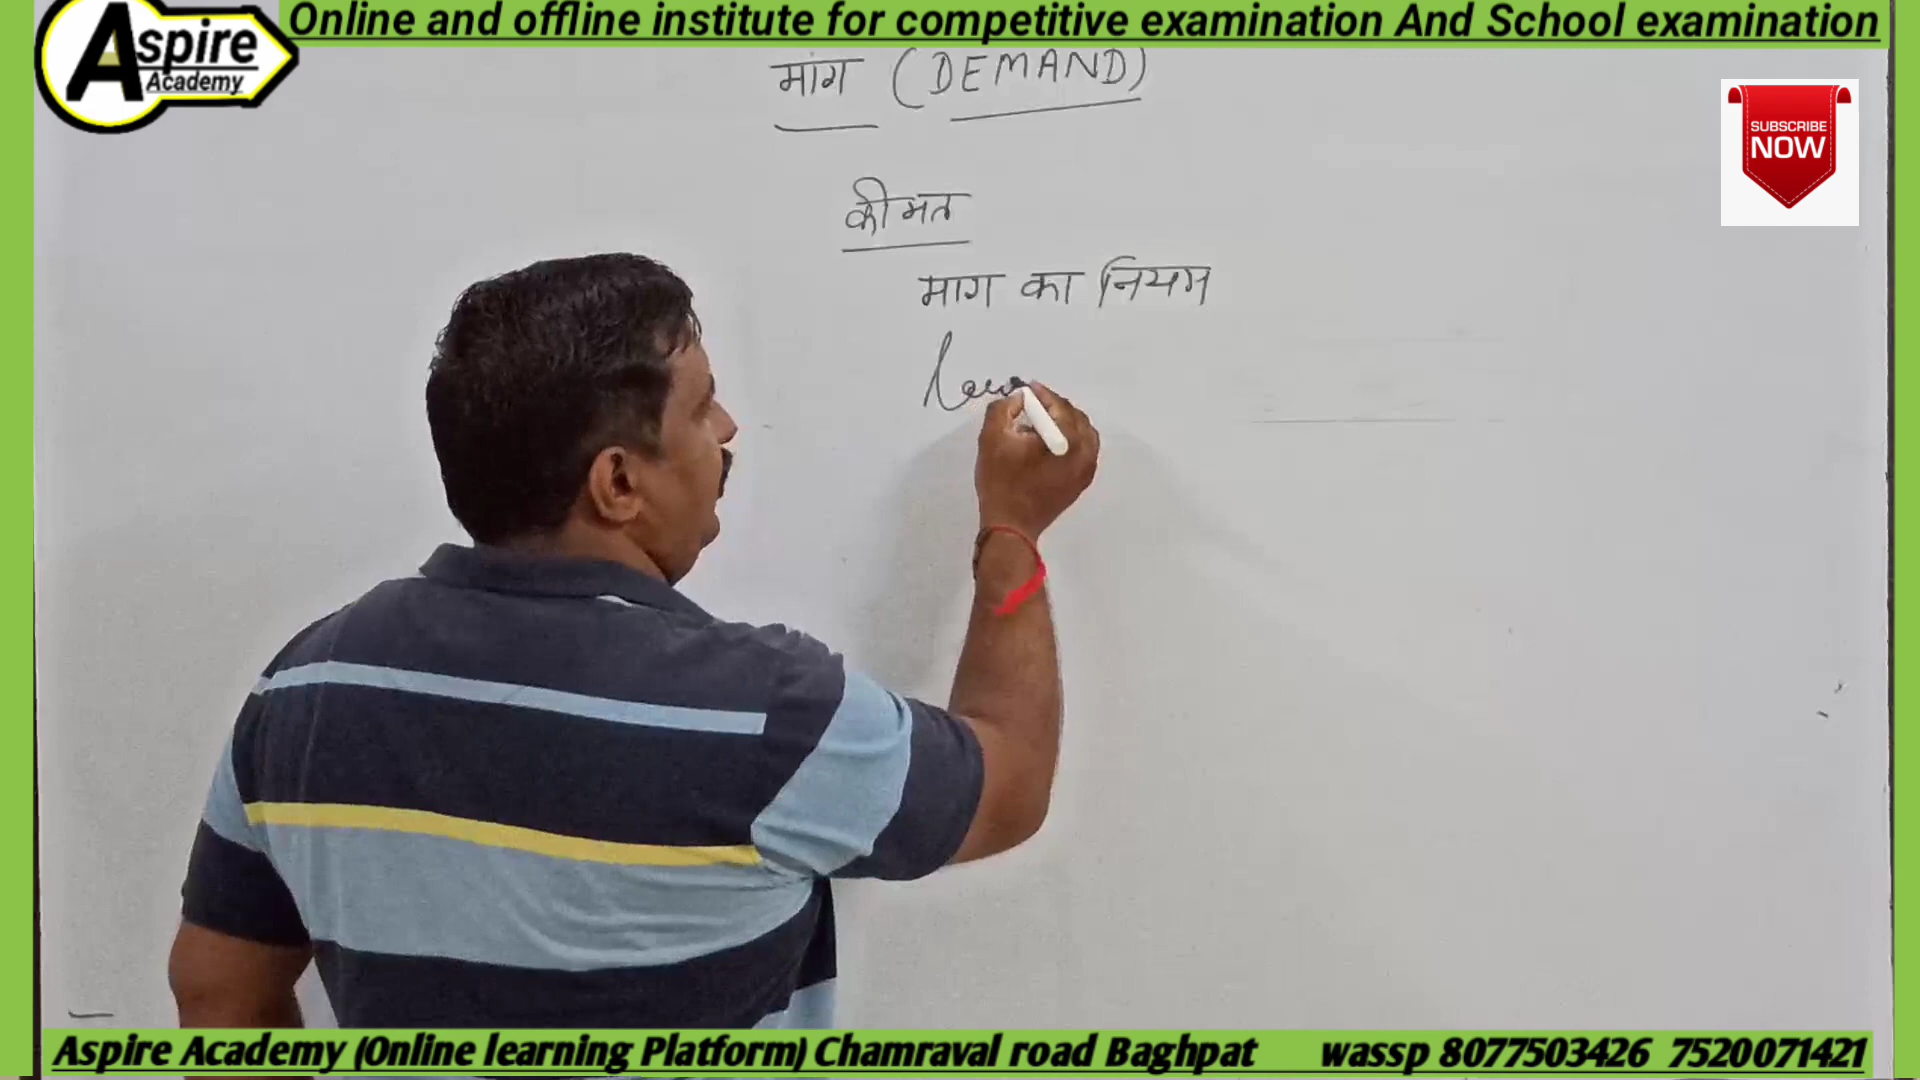 Online and offline institute for competitive examination And School examination
Aspire
Academy
मांग (DEMAND)
SUBSCRIBE
NOW
कीमत
माग का नियम
Law
Aspire Academy (Online learning Platform) Chamraval road Baghpat wassp 8077503426 7520071421